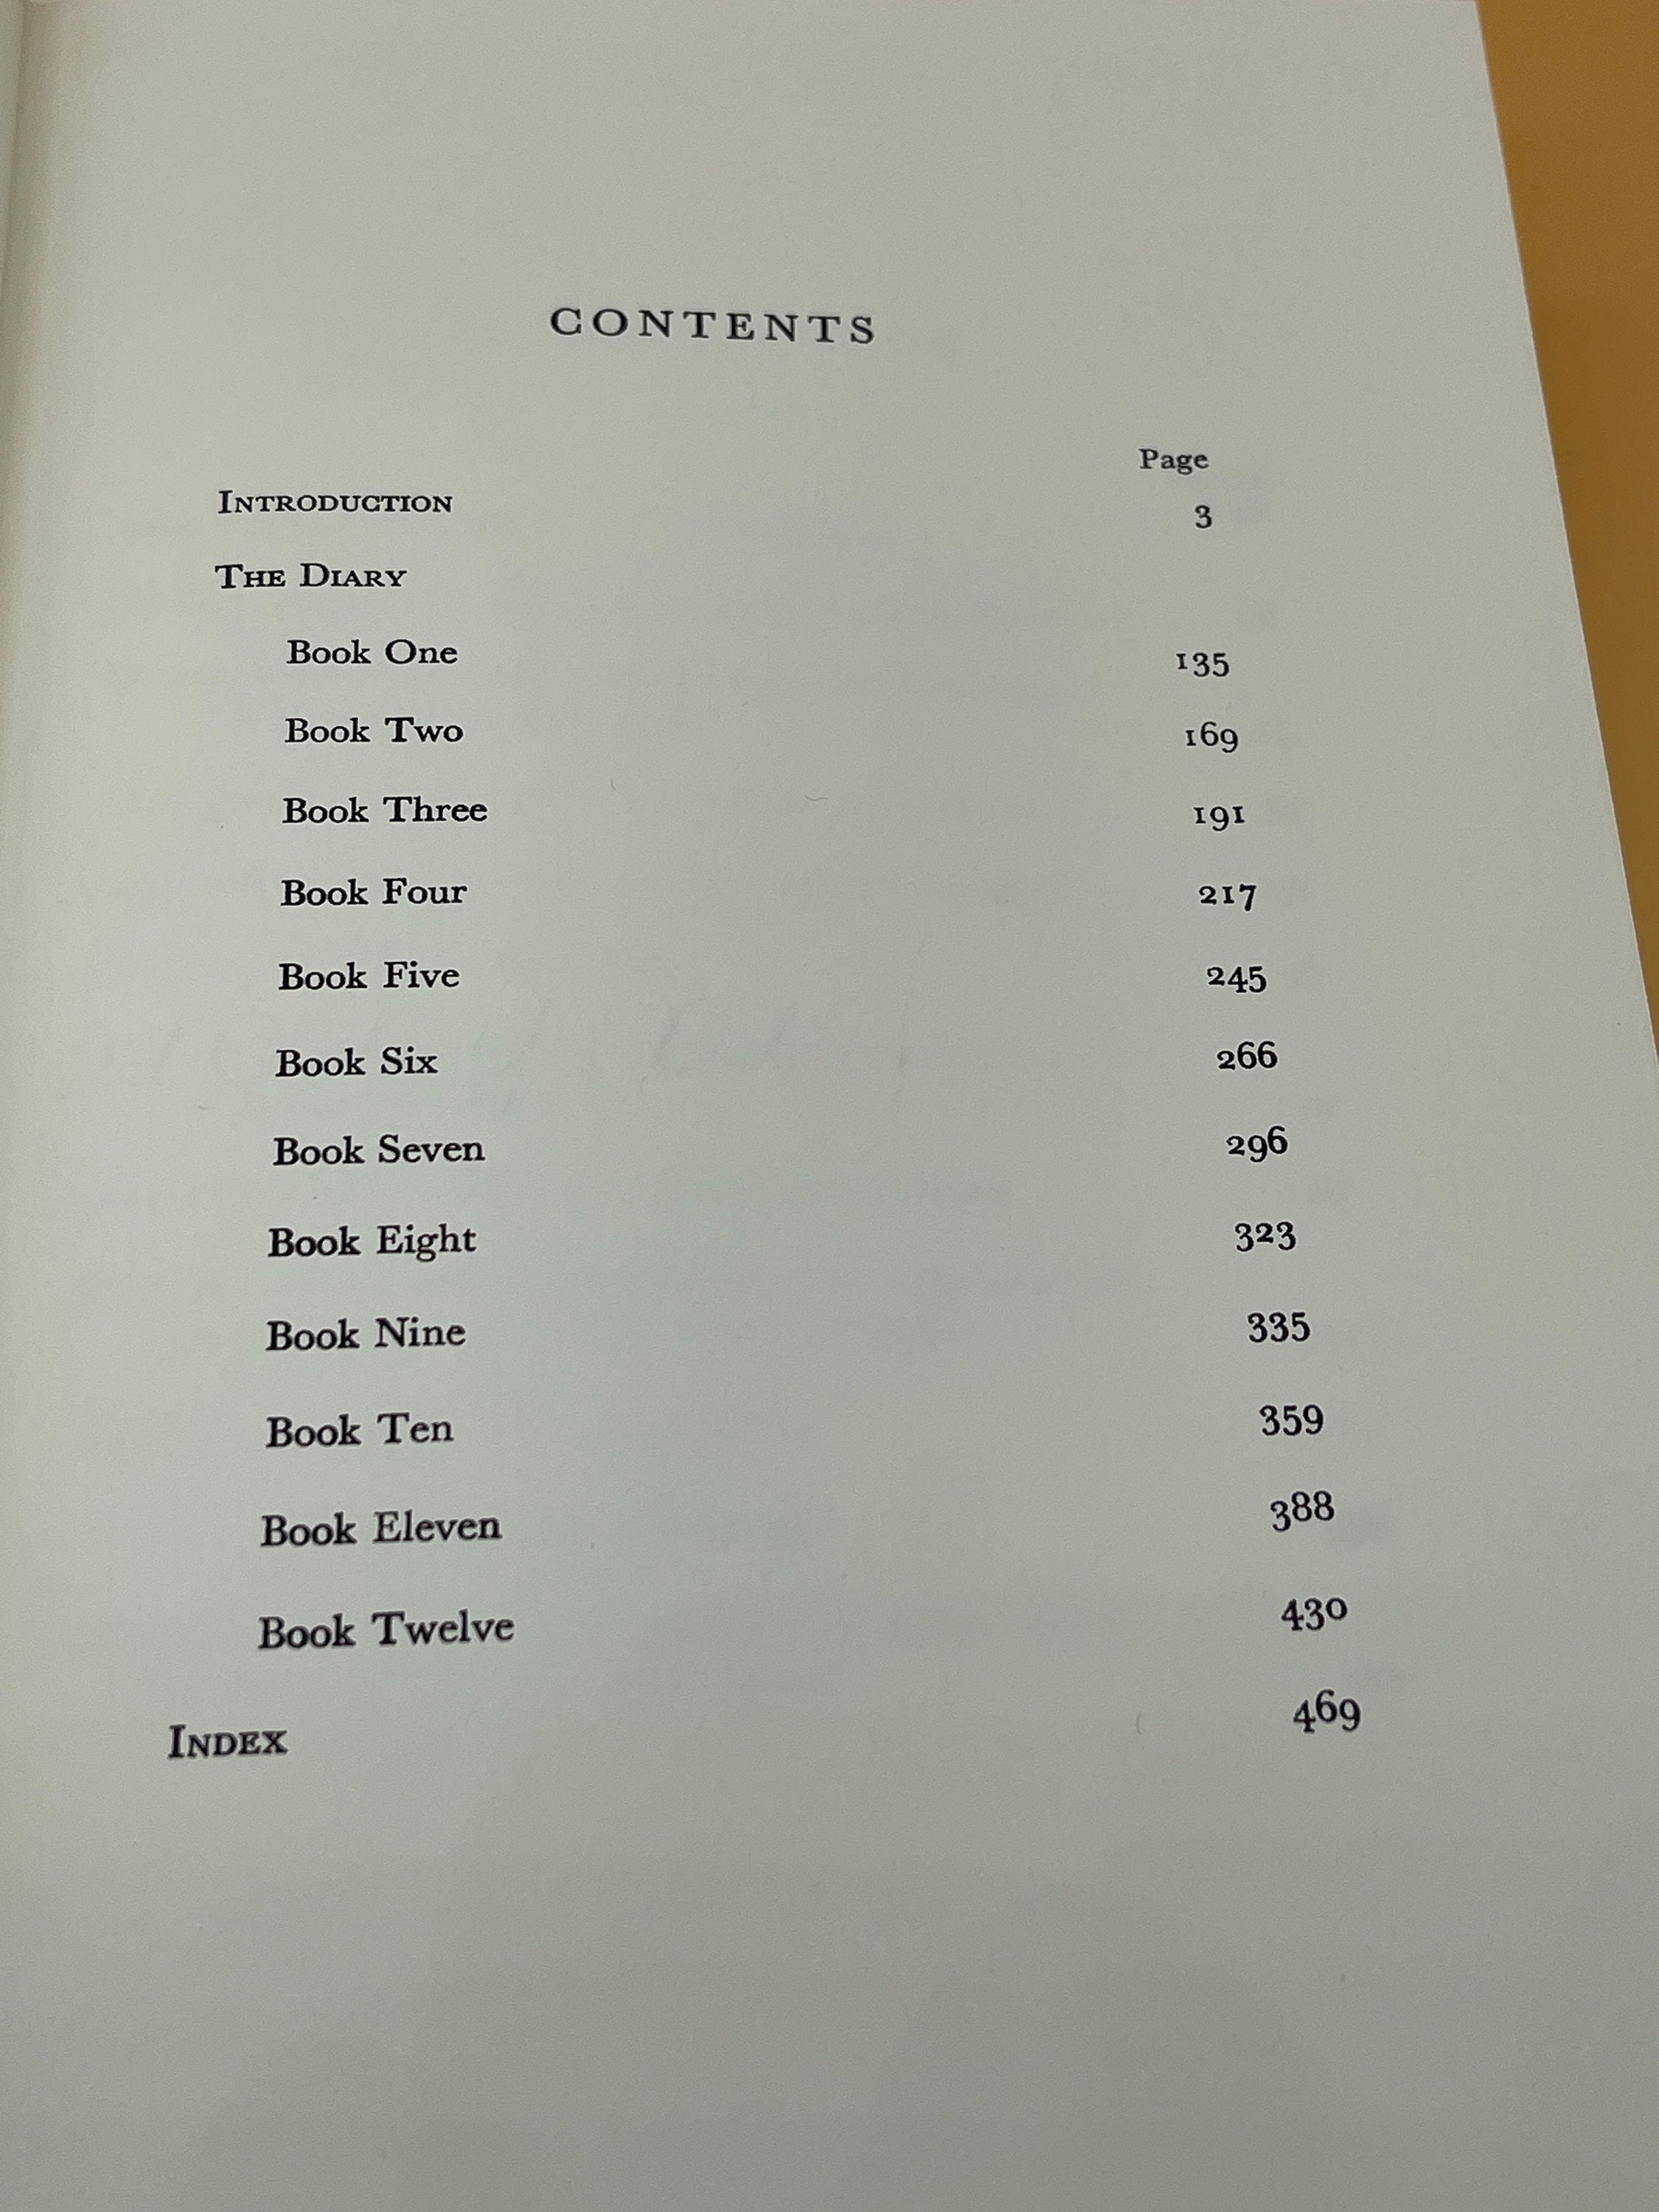 CONTENTS
Page
INTRODUCTION 3
THE DIARY
Book One 135
Book Two 169
Book Three 191
Book Four 217
Book Five 245
Book Six 266
Book Seven 296
Book Eight 323
Book Nine 335
Book Ten 359
Book Eleven 388
Book Twelve 430
INDEX 469